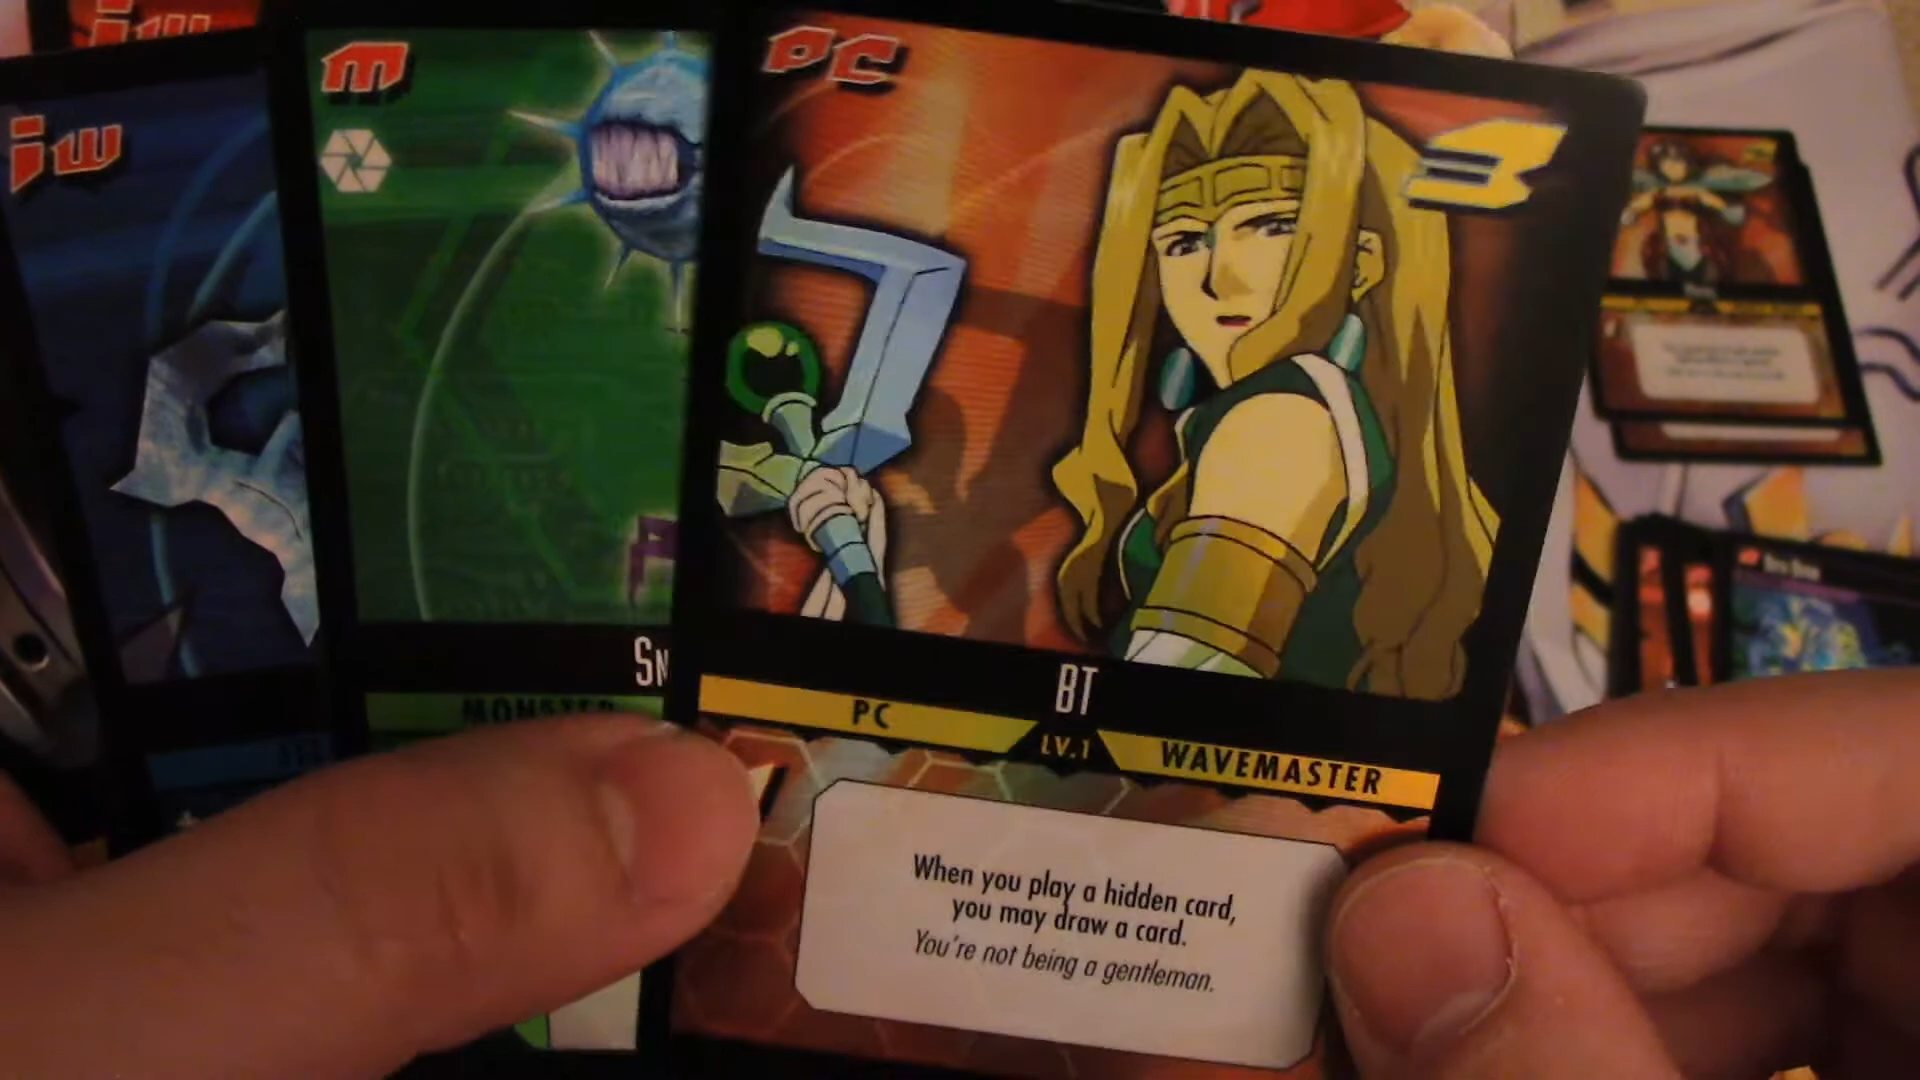 iw
m
PC
3
Sn
BT
MONSTER
PC
LV.1
WAVEMASTER
When you play a hidden card,
you may draw a card.
You're not being a gentleman.